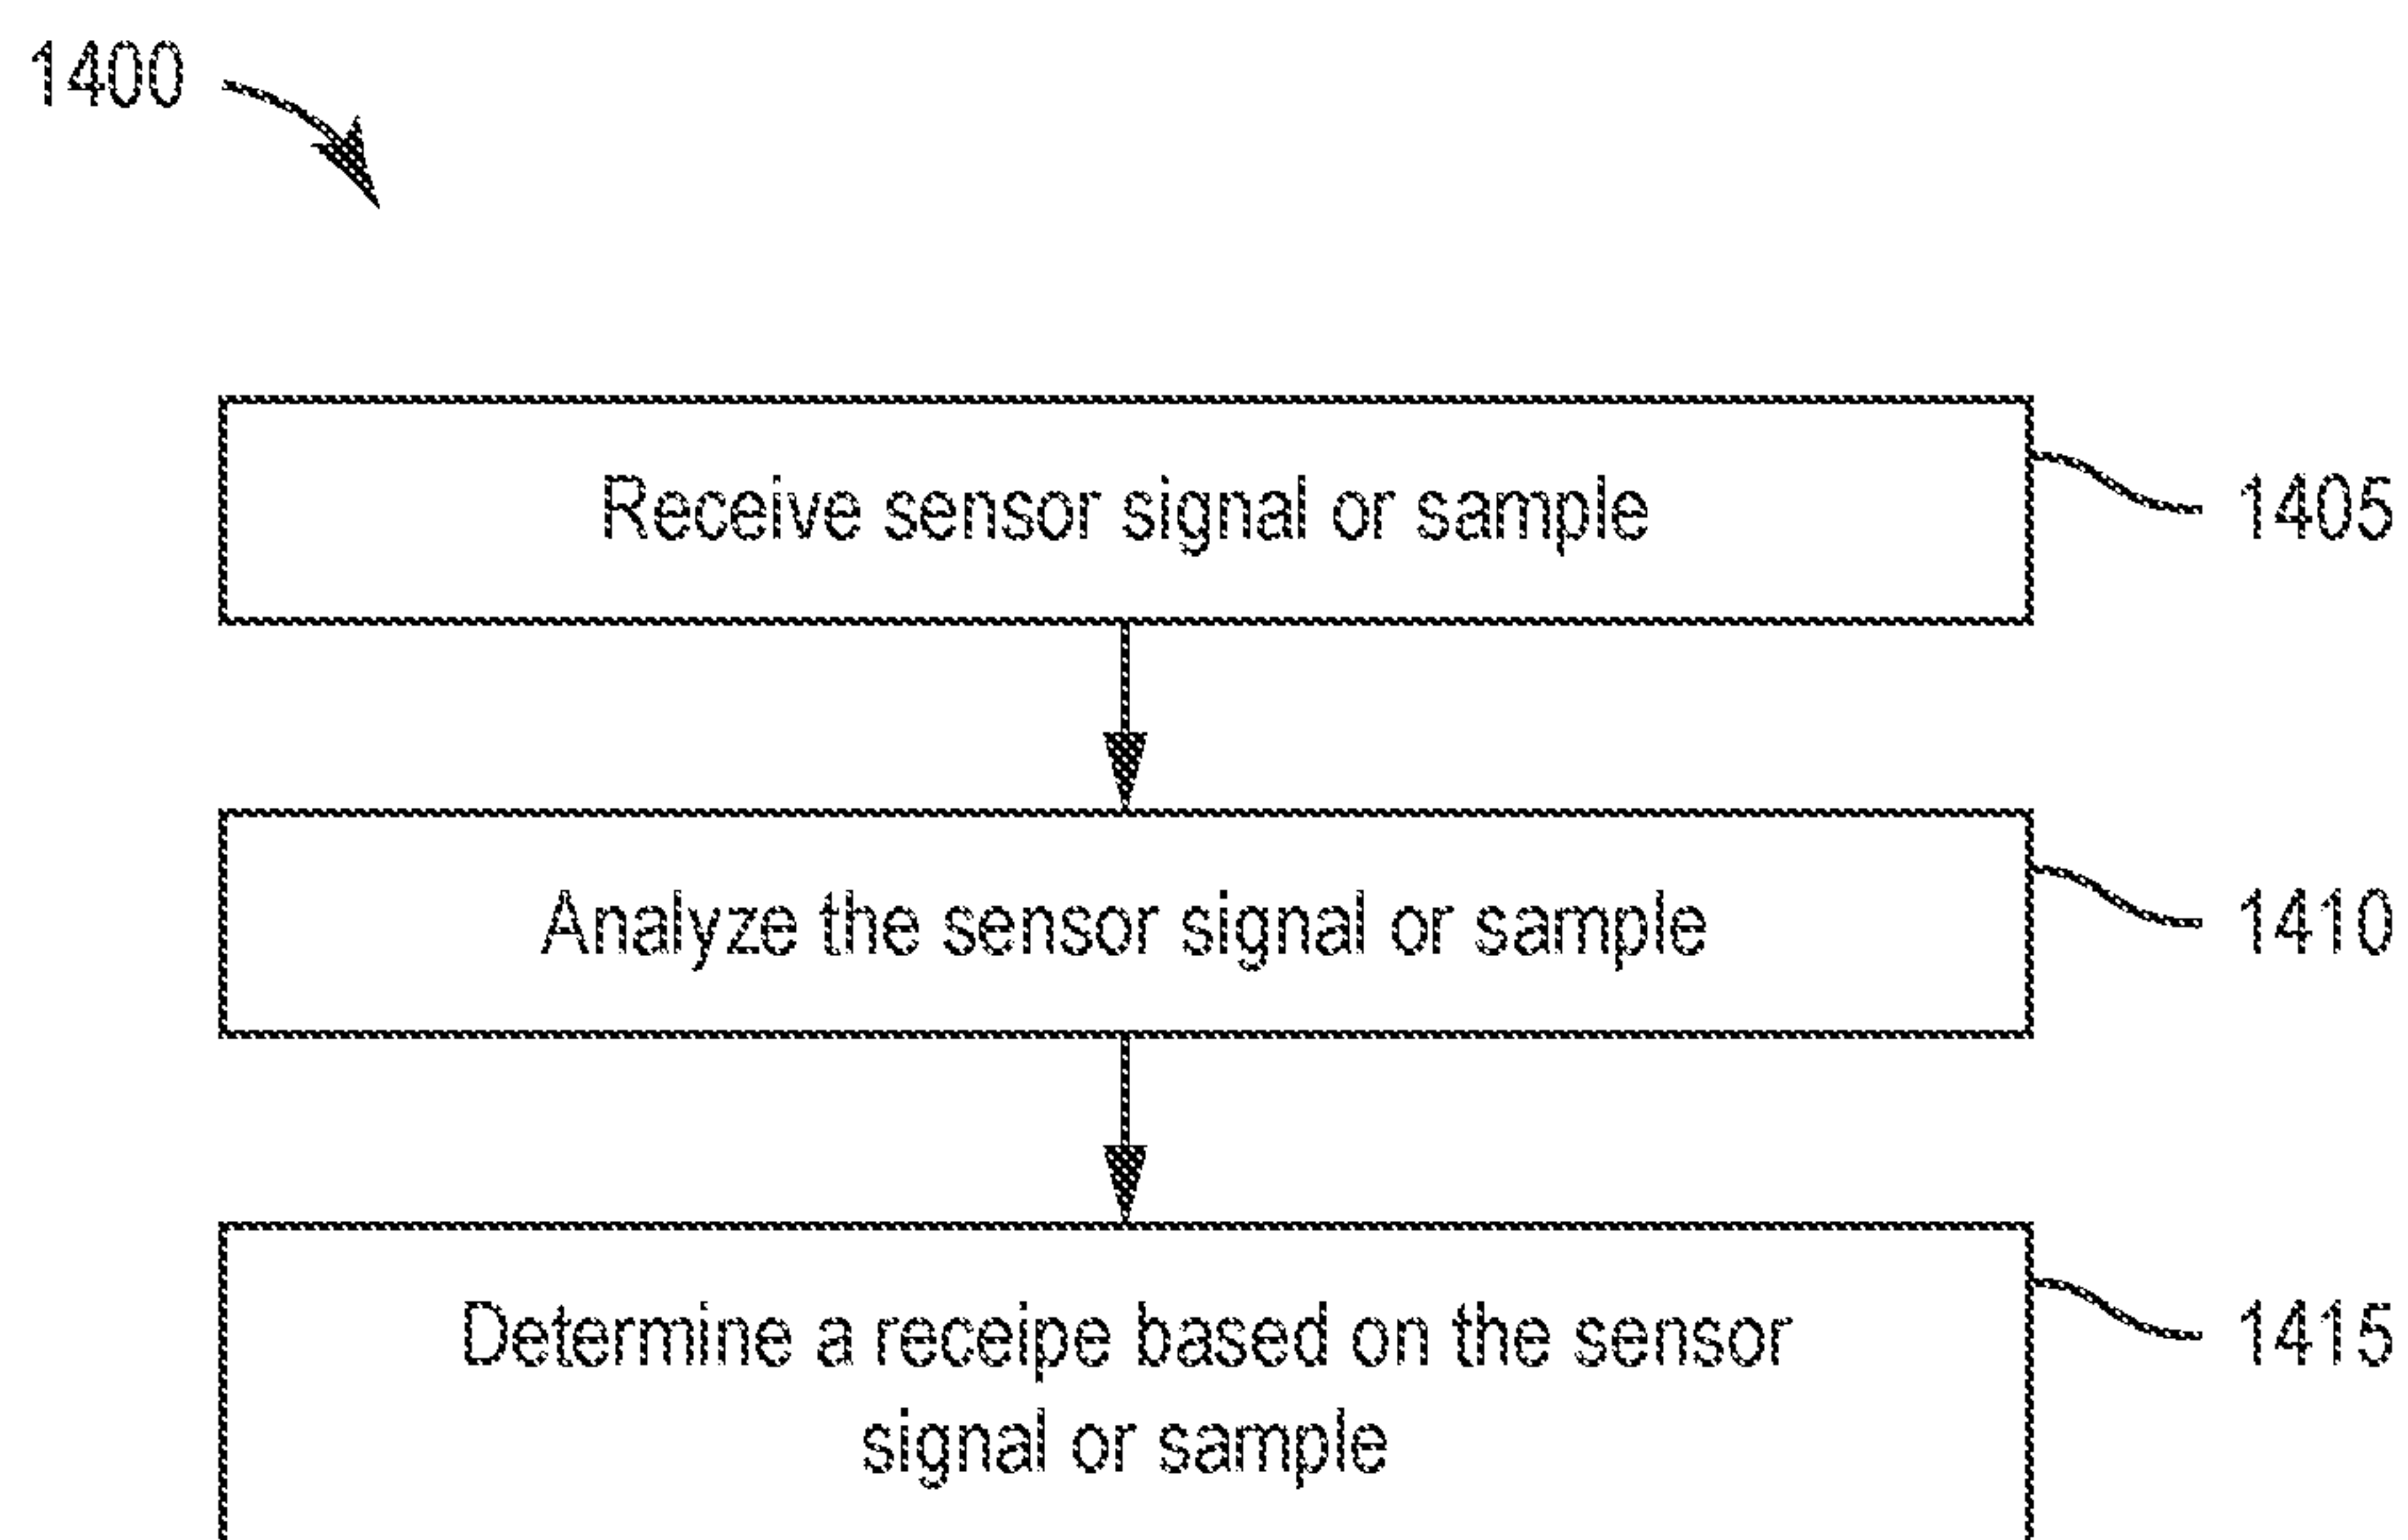 1400
Receive sensor signal or sample
1405
Analyze the sensor signal or sample
1410
Determine a receipe based on the sensor
signal or sample
1415